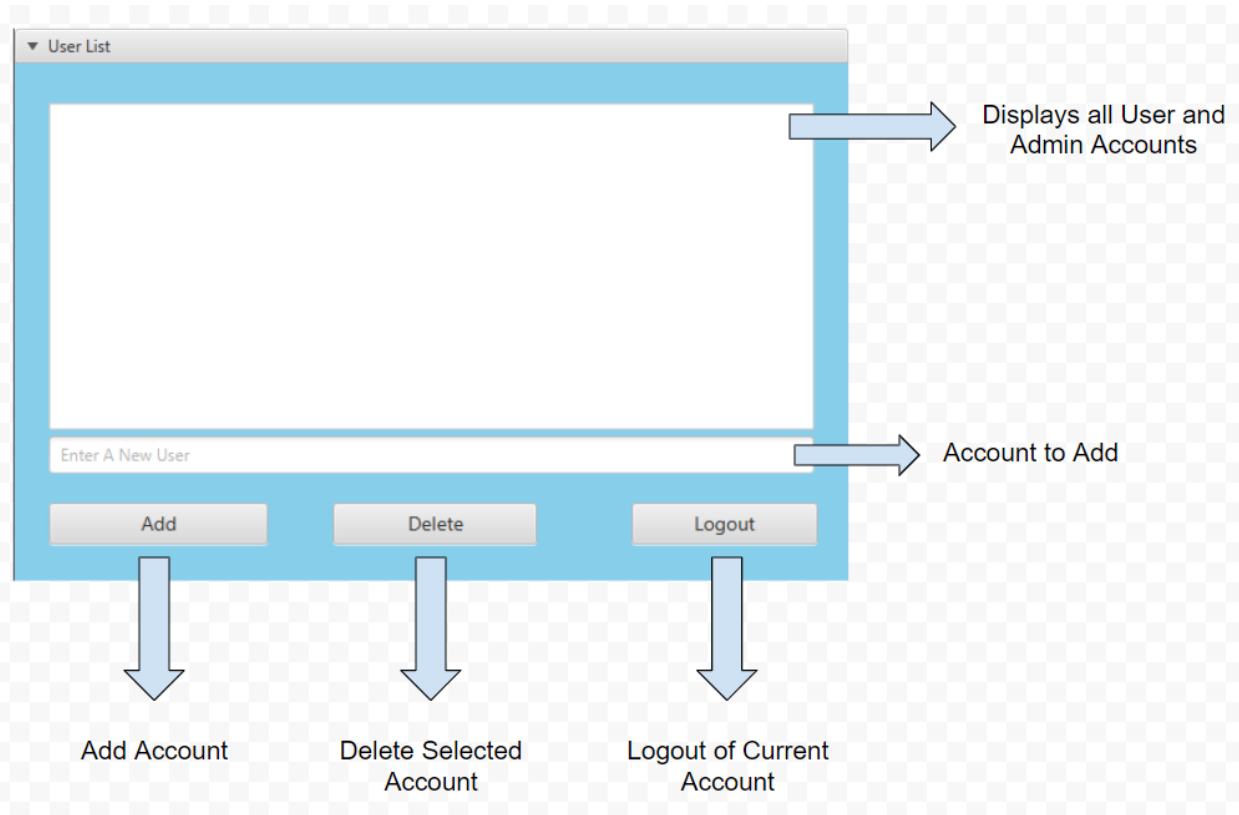 User List
Displays all User and
Admin Accounts
Enter A New User
Account to Add
Add
Delete
Logout
Add Account
Delete Selected
Account
Logout of Current
Account